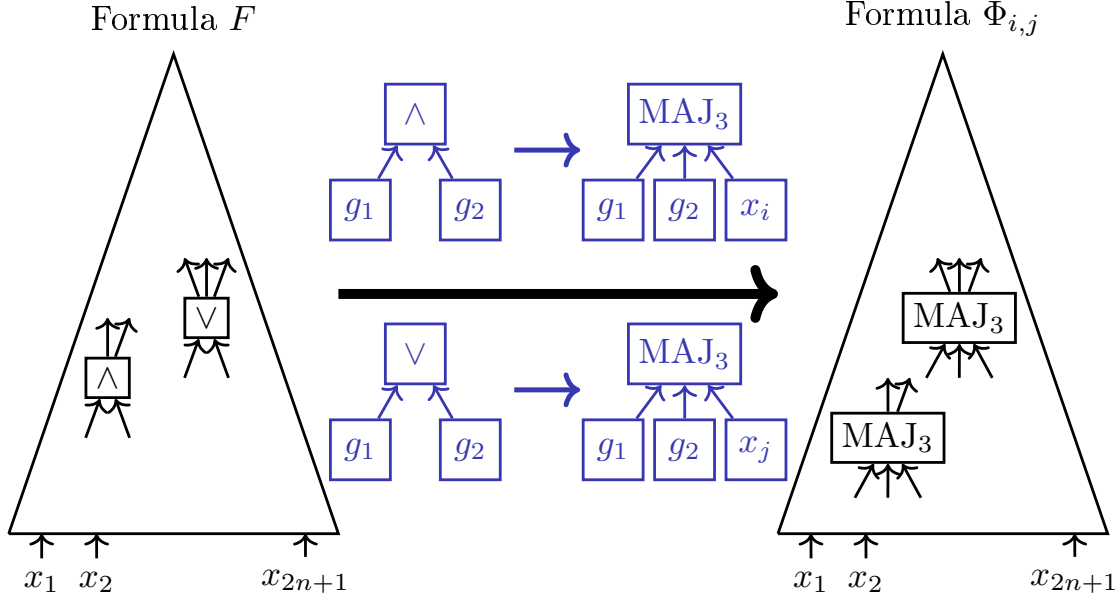 Formula F
Formula Φ_{i,j}
∧
MAJ₃
g₁
g₂
g₁
g₂
x_i
∨
MAJ₃
∧
∨
MAJ₃
MAJ₃
g₁
g₂
g₁
g₂
x_j
x₁
x₂
x_{2n+1}
x₁
x₂
x_{2n+1}